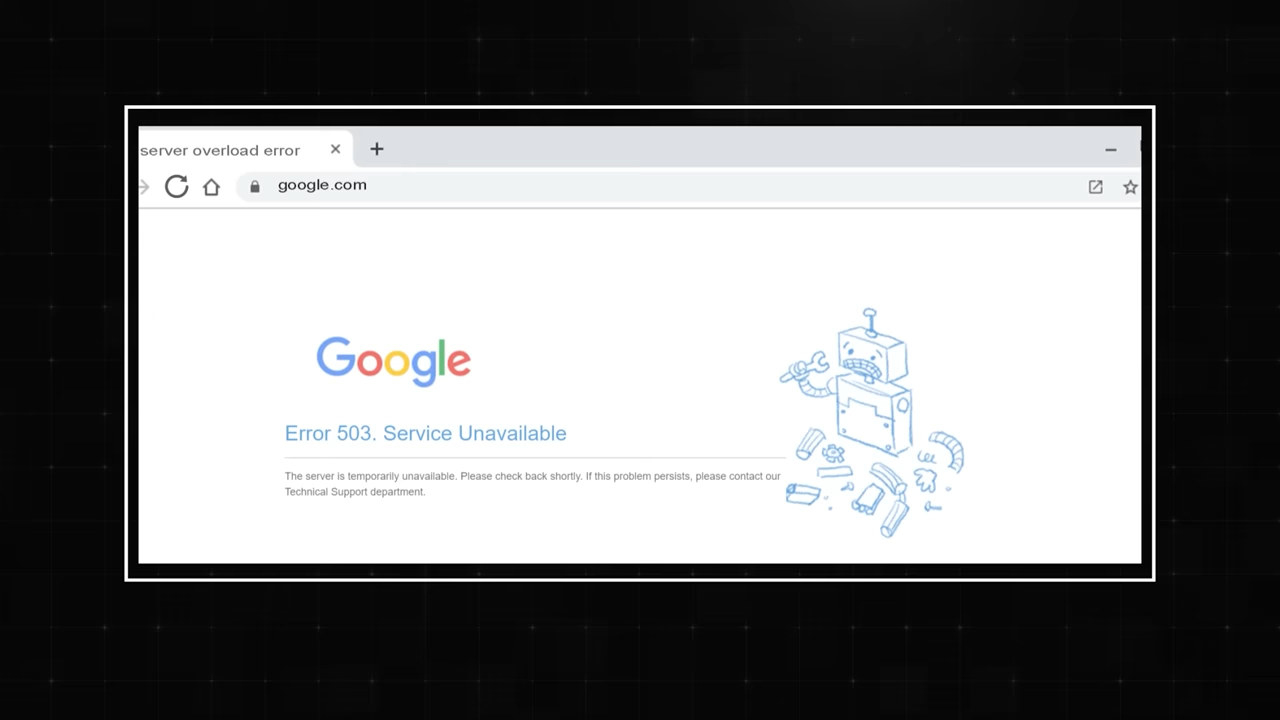 server overload error
google.com
Google
Error 503. Service Unavailable
The server is temporarily unavailable. Please check back shortly. If this problem persists, please contact our
Technical Support department.